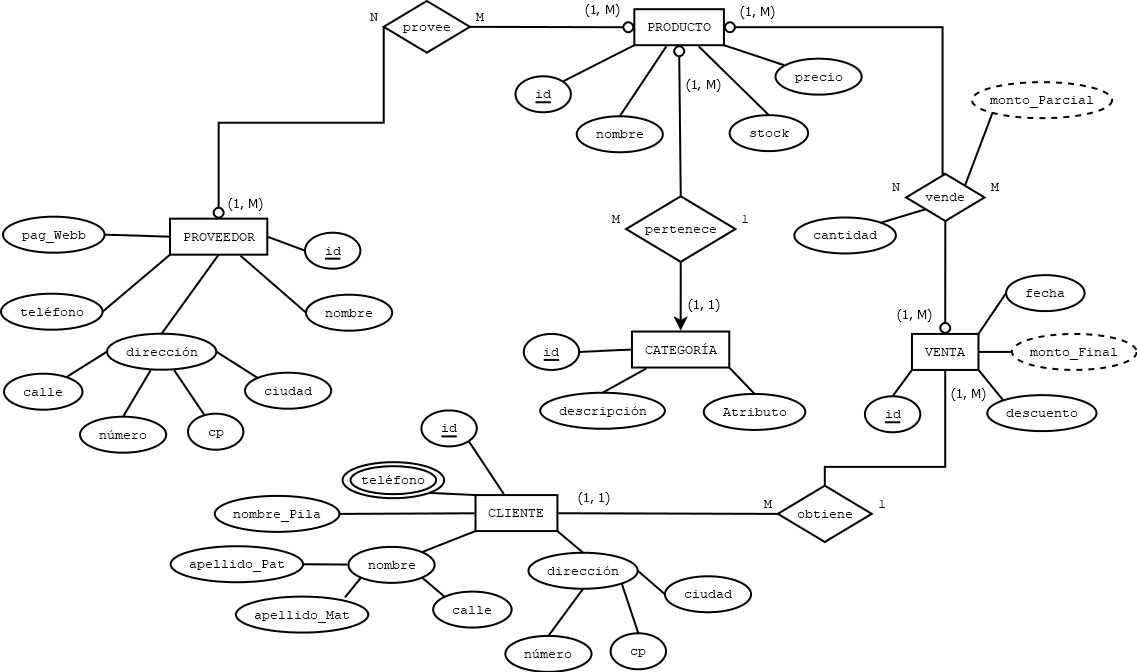 N
provee
M
(1, M)
PRODUCTO
(1, M)
id
nombre
(1, M)
stock
precio
monto_Parcial
N
vende
M
cantidad
M
pertenece
1
(1, M)
PROVEEDOR
pag_Webb
id
teléfono
nombre
dirección
calle
número
cp
ciudad
(1, 1)
CATEGORÍA
id
descripción
Atributo
(1, M)
VENTA
fecha
monto_Final
id
(1, M)
descuento
id
teléfono
nombre_Pila
CLIENTE
(1, 1)
M
obtiene
1
apellido_Pat
nombre
apellido_Mat
calle
dirección
ciudad
número
cp